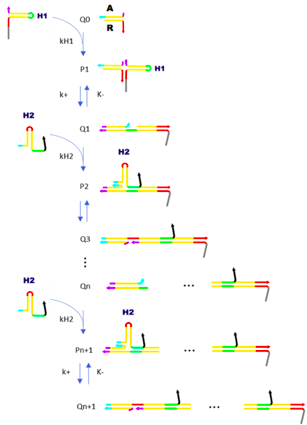 H1
Q0
A
R
kH1
P1
H1
k+
K-
H2
Q1
kH2
H2
P2
Q3
Qn
...
H2
kH2
H2
Pn+1
...
k+
K-
Qn+1
...